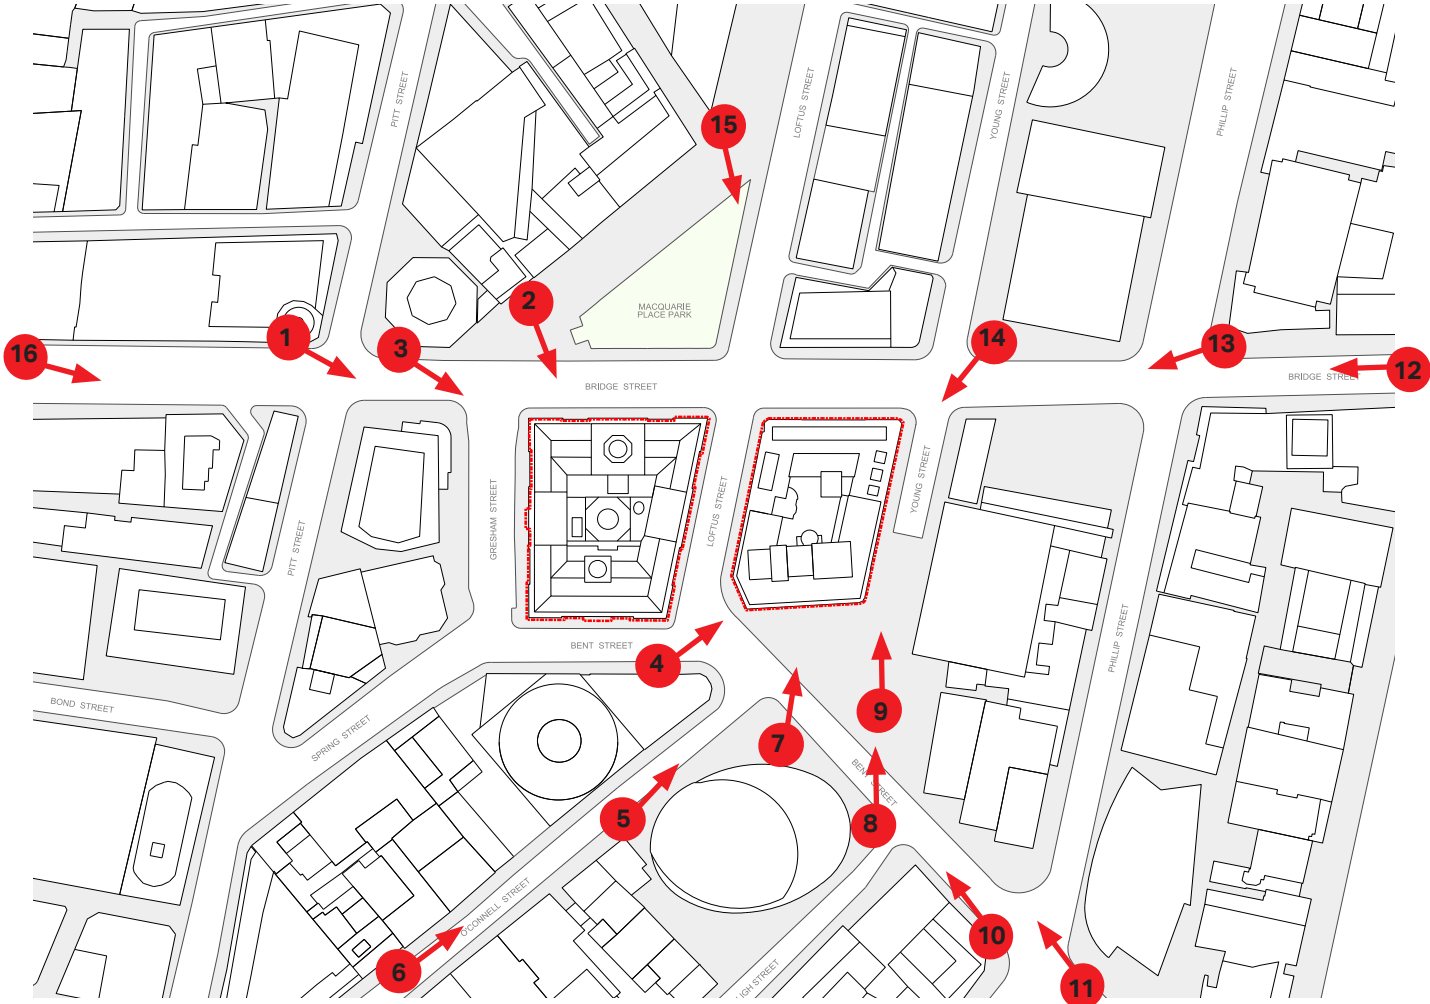 PITT STREET
LOFTUS STREET
YOUNG STREET
PHILLIP STREET
15
MACQUARIE
PLACE PARK
2
1
3
14
13
16
12
BRIDGE STREET
BRIDGE STREET
GRESHAM STREET
LOFTUS STREET
YOUNG STREET
PITT STREET
PHILLIP STREET
BENT STREET
4
BOND STREET
9
SPRING STREET
7
BENT STREET
5
8
O'CONNELL STREET
10
6
11